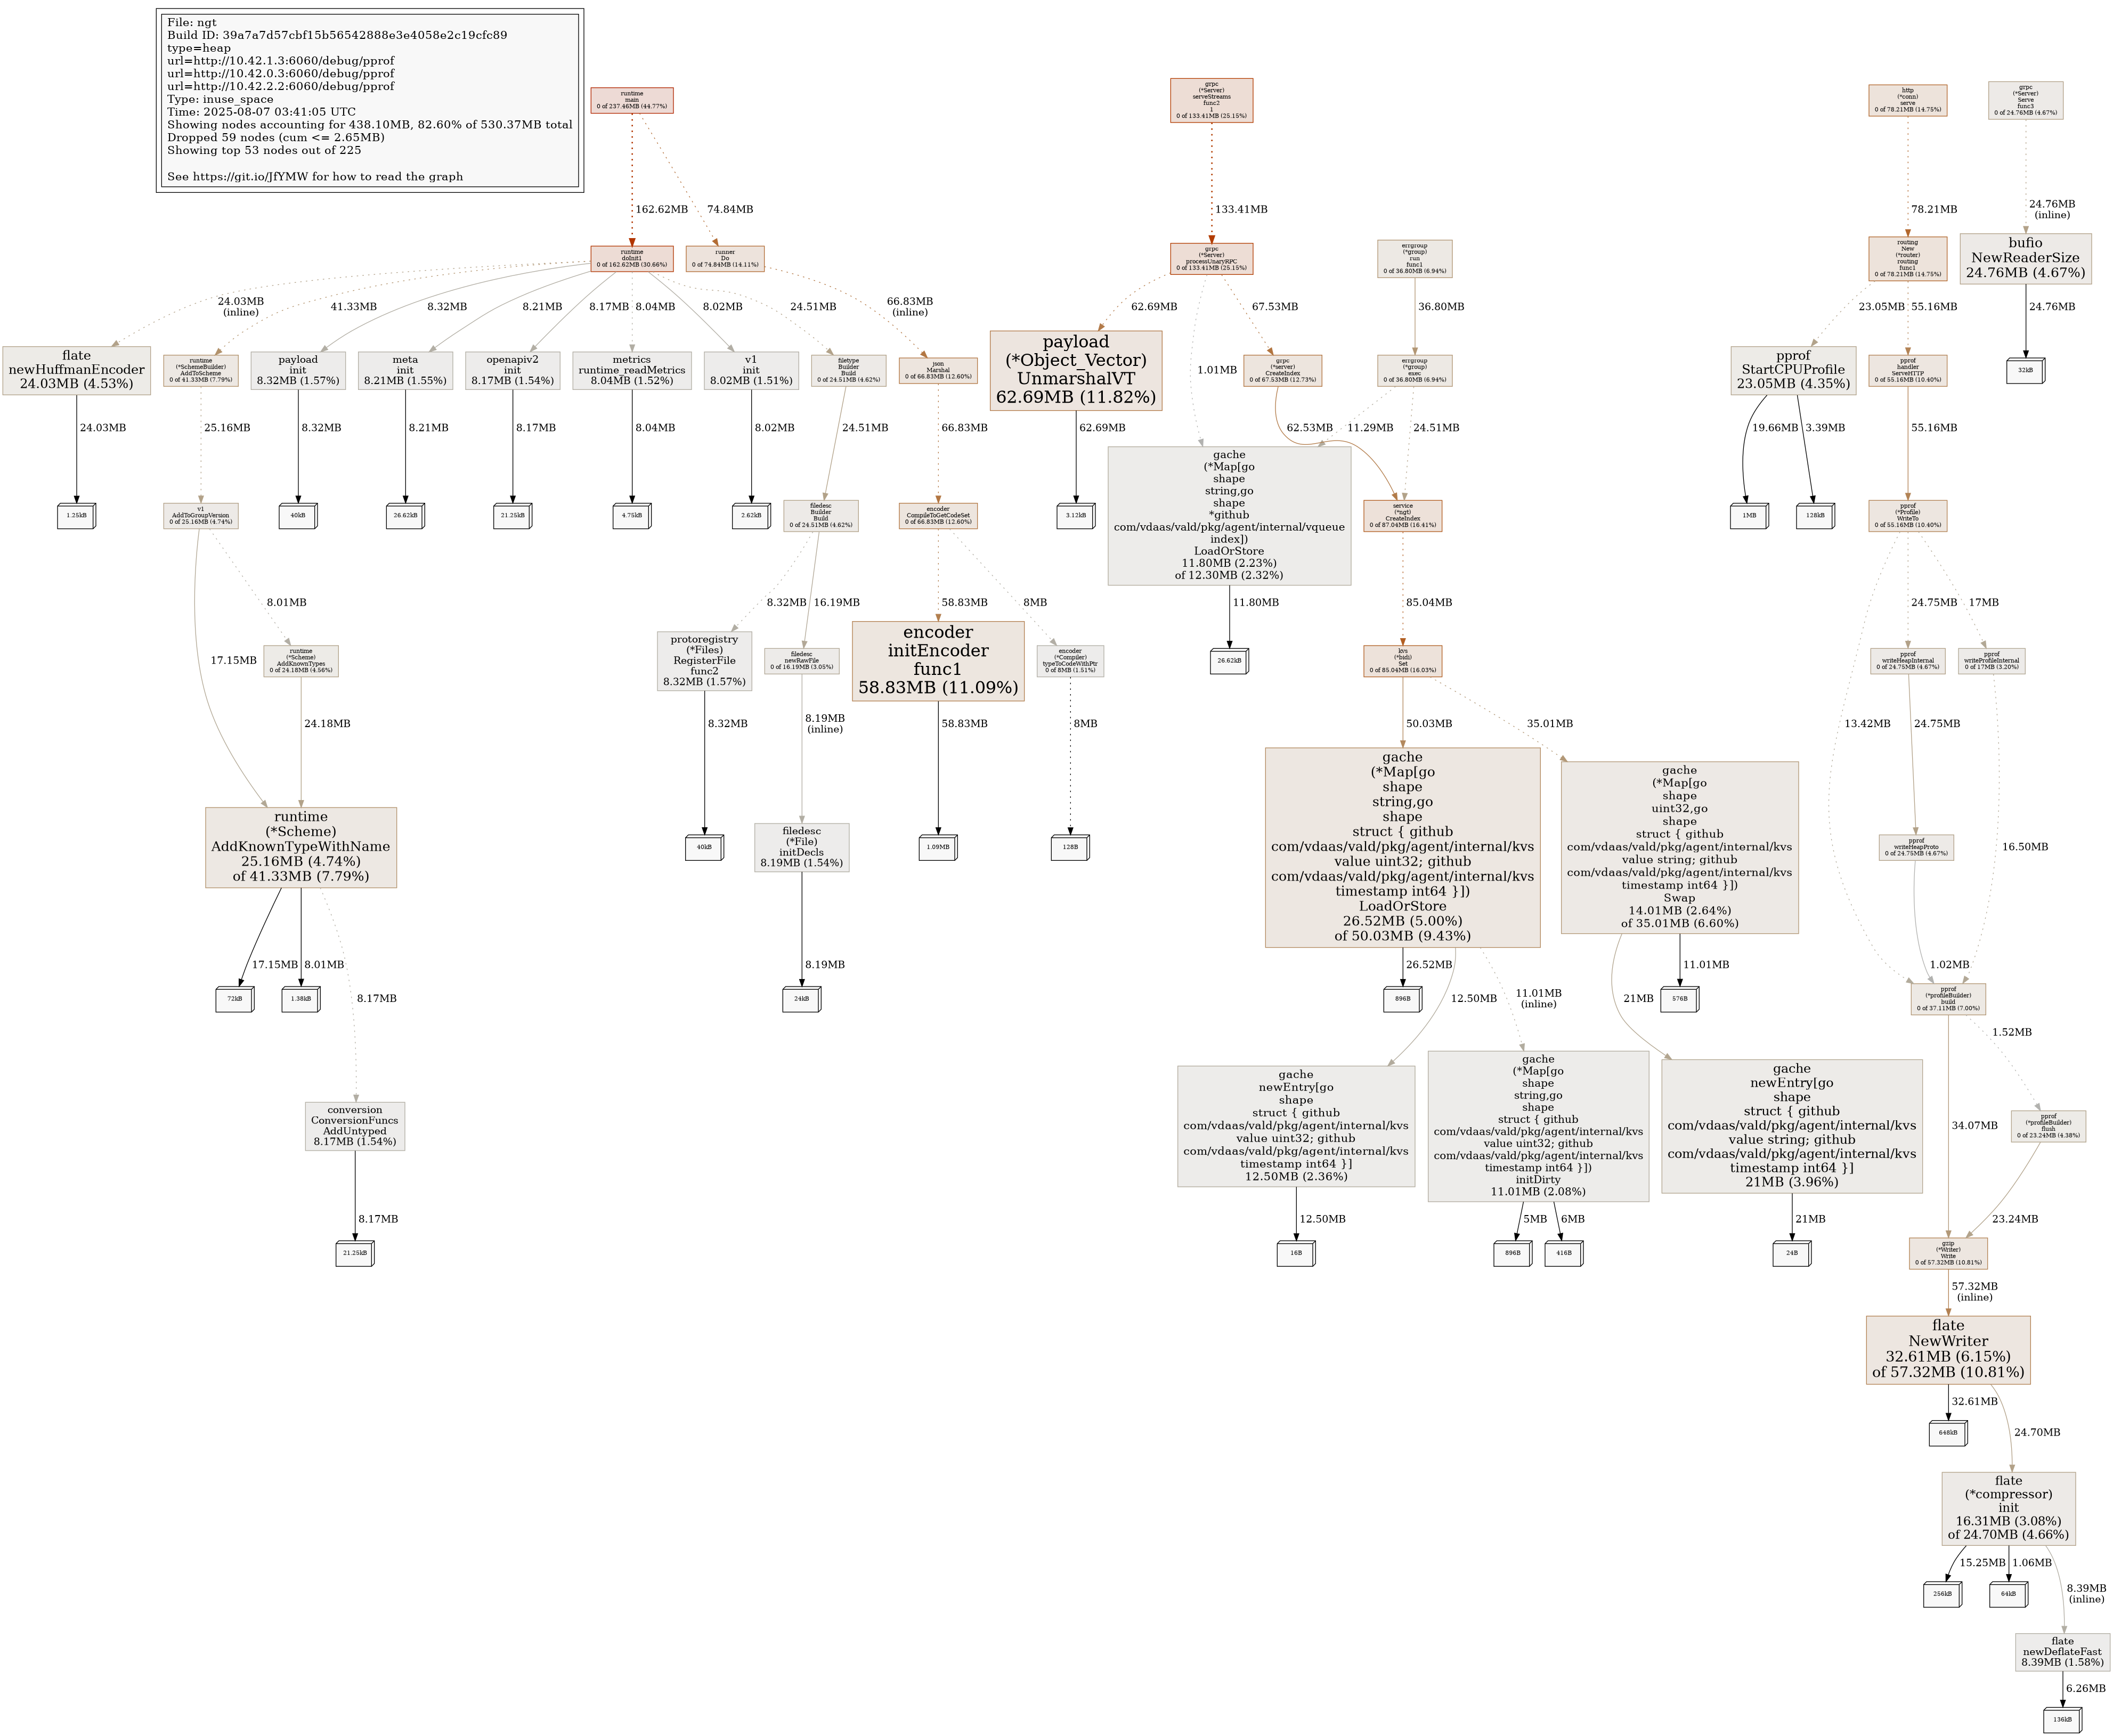 File: ngt
Build ID: 39a7a7d57cbf15b56542888e3e4058e2c19cfc89
type=heap
url=http://10.42.1.3:6060/debug/pprof
url=http://10.42.0.3:6060/debug/pprof
url=http://10.42.2.2:6060/debug/pprof
Type: inuse_space
Time: 2025-08-07 03:41:05 UTC
Showing nodes accounting for 438.10MB, 82.60% of 530.37MB total
Dropped 59 nodes (cum <= 2.65MB)
Showing top 53 nodes out of 225
See https://git.io/JfYMW for how to read the graph
runtime
main
0 of 237.46MB (44.77%)
grpc
(*Server)
serveStreams
func2
1
0 of 133.41MB (25.15%)
http
(*conn)
serve
0 of 78.21MB (14.75%)
grpc
(*Server)
Serve
func3
0 of 24.76MB (4.67%)
162.62MB
74.84MB
133.41MB
78.21MB
24.76MB
(inline)
runtime
doInit1
0 of 162.62MB (30.66%)
runner
Do
0 of 74.84MB (14.11%)
grpc
(*Server)
processUnaryRPC
0 of 133.41MB (25.15%)
errgroup
(*group)
run
func1
0 of 36.80MB (6.94%)
routing
New
(*router)
routing
func1
0 of 78.21MB (14.75%)
bufio
NewReaderSize
24.76MB (4.67%)
24.03MB
(inline)
41.33MB
8.32MB
8.21MB
8.17MB
8.04MB
8.02MB
24.51MB
66.83MB
(inline)
62.69MB
1.01MB
67.53MB
36.80MB
23.05MB
55.16MB
24.76MB
flate
newHuffmanEncoder
24.03MB (4.53%)
runtime
(*SchemeBuilder)
AddToScheme
0 of 41.33MB (7.79%)
payload
init
8.32MB (1.57%)
meta
init
8.21MB (1.55%)
openapiv2
init
8.17MB (1.54%)
metrics
runtime_readMetrics
8.04MB (1.52%)
v1
init
8.02MB (1.51%)
filetype
Builder
Build
0 of 24.51MB (4.62%)
json
Marshal
0 of 66.83MB (12.60%)
payload
(*Object_Vector)
UnmarshalVT
62.69MB (11.82%)
grpc
(*server)
CreateIndex
0 of 67.53MB (12.73%)
errgroup
(*group)
exec
0 of 36.80MB (6.94%)
pprof
StartCPUProfile
23.05MB (4.35%)
pprof
handler
ServeHTTP
0 of 55.16MB (10.40%)
32kB
24.03MB
25.16MB
8.32MB
8.21MB
8.17MB
8.04MB
8.02MB
24.51MB
66.83MB
62.69MB
62.53MB
11.29MB
24.51MB
19.66MB
3.39MB
55.16MB
1.25kB
v1
AddToGroupVersion
0 of 25.16MB (4.74%)
40kB
26.62kB
21.25kB
4.75kB
2.62kB
filedesc
Builder
Build
0 of 24.51MB (4.62%)
encoder
CompileToGetCodeSet
0 of 66.83MB (12.60%)
3.12kB
gache
(*Map[go
shape
string,go
shape
*github
com/vdaas/vald/pkg/agent/internal/vqueue
index])
LoadOrStore
11.80MB (2.23%)
of 12.30MB (2.32%)
service
(*ngt)
CreateIndex
0 of 87.04MB (16.41%)
1MB
128kB
pprof
(*Profile)
WriteTo
0 of 55.16MB (10.40%)
17.15MB
8.01MB
8.32MB
16.19MB
58.83MB
8MB
11.80MB
85.04MB
13.42MB
24.75MB
17MB
runtime
(*Scheme)
AddKnownTypes
0 of 24.18MB (4.56%)
protoregistry
(*Files)
RegisterFile
func2
8.32MB (1.57%)
filedesc
newRawFile
0 of 16.19MB (3.05%)
encoder
initEncoder
func1
58.83MB (11.09%)
encoder
(*Compiler)
typeToCodeWithPtr
0 of 8MB (1.51%)
26.62kB
kvs
(*bidi)
Set
0 of 85.04MB (16.03%)
pprof
writeHeapInternal
0 of 24.75MB (4.67%)
pprof
writeProfileInternal
0 of 17MB (3.20%)
24.18MB
8.32MB
8.19MB
(inline)
58.83MB
8MB
50.03MB
35.01MB
24.75MB
16.50MB
runtime
(*Scheme)
AddKnownTypeWithName
25.16MB (4.74%)
of 41.33MB (7.79%)
40kB
filedesc
(*File)
initDecls
8.19MB (1.54%)
1.09MB
128B
gache
(*Map[go
shape
string,go
shape
struct { github
com/vdaas/vald/pkg/agent/internal/kvs
value uint32; github
com/vdaas/vald/pkg/agent/internal/kvs
timestamp int64 }])
LoadOrStore
26.52MB (5.00%)
of 50.03MB (9.43%)
gache
(*Map[go
shape
uint32,go
shape
struct { github
com/vdaas/vald/pkg/agent/internal/kvs
value string; github
com/vdaas/vald/pkg/agent/internal/kvs
timestamp int64 }])
Swap
14.01MB (2.64%)
of 35.01MB (6.60%)
pprof
writeHeapProto
0 of 24.75MB (4.67%)
17.15MB
8.01MB
8.17MB
8.19MB
26.52MB
12.50MB
11.01MB
(inline)
21MB
11.01MB
1.02MB
72kB
1.38kB
24kB
896B
576B
pprof
(*profileBuilder)
build
0 of 37.11MB (7.00%)
34.07MB
1.52MB
conversion
ConversionFuncs
AddUntyped
8.17MB (1.54%)
gache
newEntry[go
shape
struct { github
com/vdaas/vald/pkg/agent/internal/kvs
value uint32; github
com/vdaas/vald/pkg/agent/internal/kvs
timestamp int64 }]
12.50MB (2.36%)
gache
(*Map[go
shape
string,go
shape
struct { github
com/vdaas/vald/pkg/agent/internal/kvs
value uint32; github
com/vdaas/vald/pkg/agent/internal/kvs
timestamp int64 }])
initDirty
11.01MB (2.08%)
gache
newEntry[go
shape
struct { github
com/vdaas/vald/pkg/agent/internal/kvs
value string; github
com/vdaas/vald/pkg/agent/internal/kvs
timestamp int64 }]
21MB (3.96%)
pprof
(*profileBuilder)
flush
0 of 23.24MB (4.38%)
8.17MB
12.50MB
5MB
6MB
21MB
23.24MB
21.25kB
16B
896B
416B
24B
gzip
(*Writer)
Write
0 of 57.32MB (10.81%)
57.32MB
(inline)
flate
NewWriter
32.61MB (6.15%)
of 57.32MB (10.81%)
32.61MB
24.70MB
648kB
flate
(*compressor)
init
16.31MB (3.08%)
of 24.70MB (4.66%)
15.25MB
1.06MB
8.39MB
(inline)
256kB
64kB
flate
newDeflateFast
8.39MB (1.58%)
6.26MB
136kB